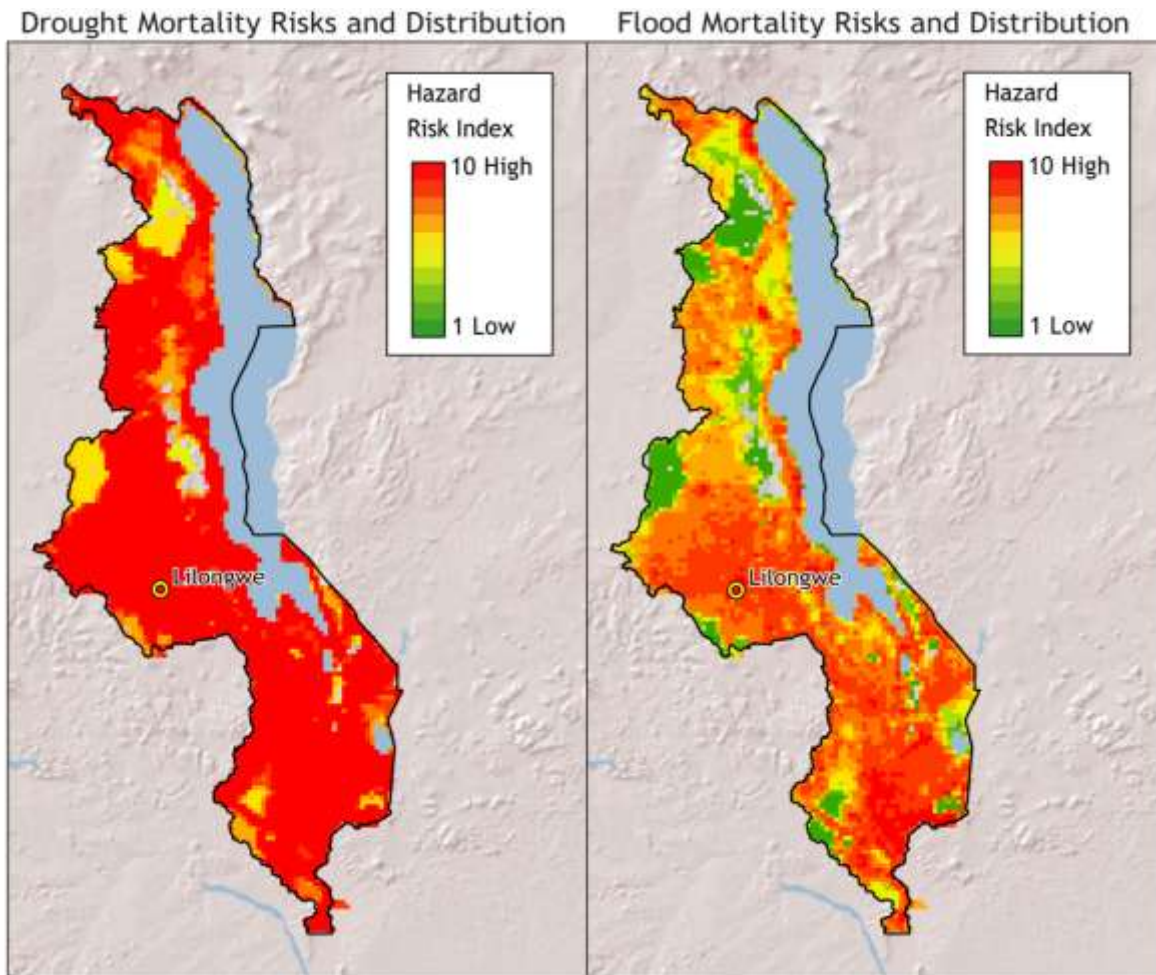 Drought Mortality Risks and Distribution
Hazard
Risk Index
10 High
1 Low
Lilongwe
Flood Mortality Risks and Distribution
Hazard
Risk Index
10 High
1 Low
Lilongwe